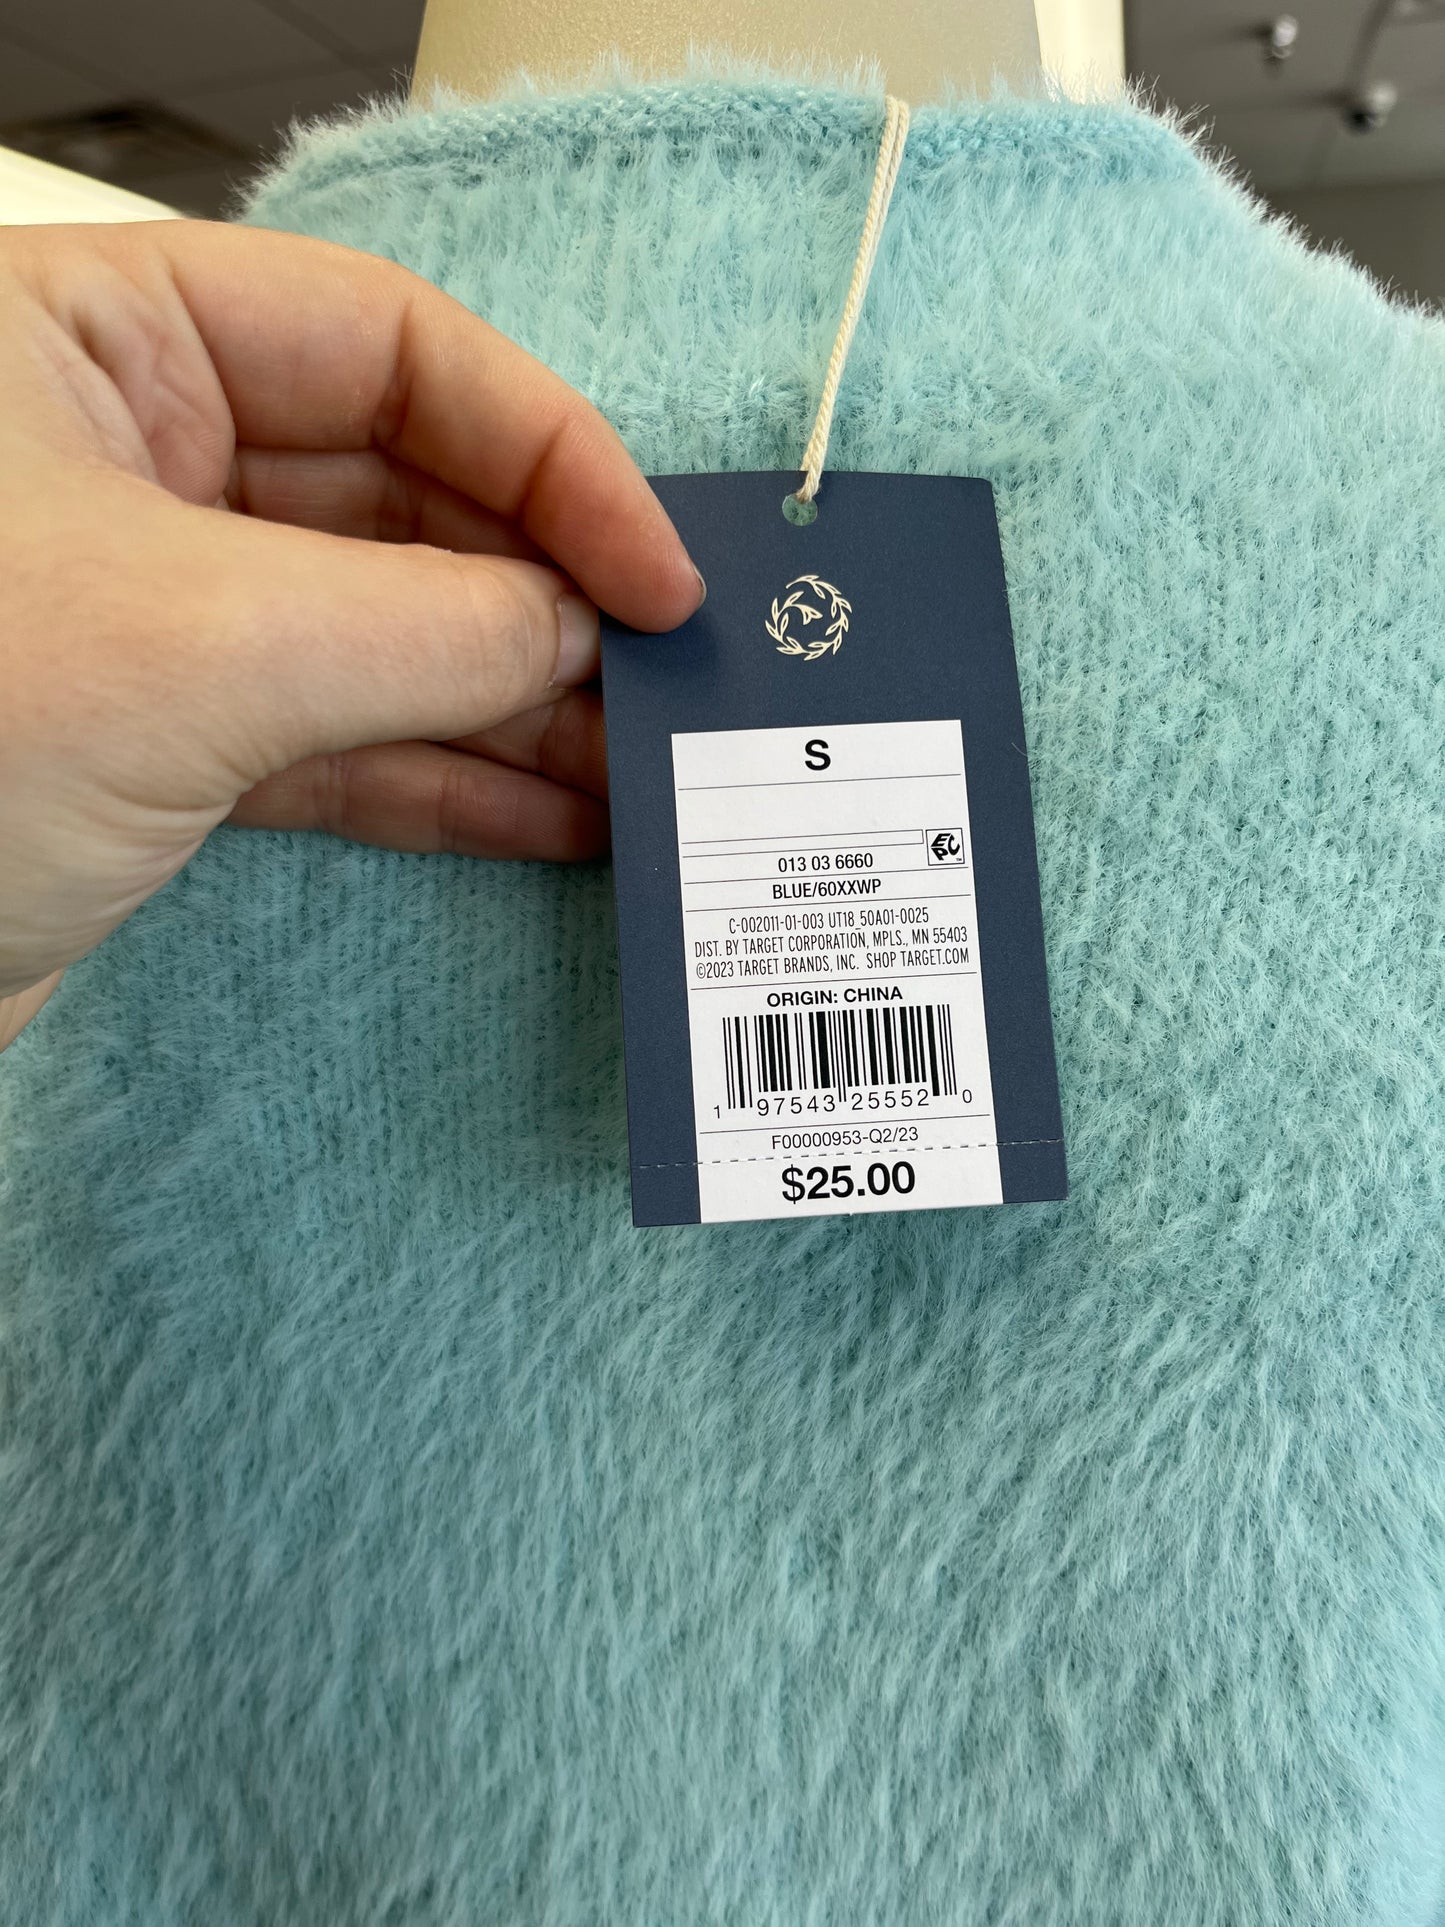 S
EPC
013 03 6660
BLUE/60XXWP
C-002011-01-003 UT18_50A01-0025
DIST. BY TARGET CORPORATION, MPLS., MN 55403
©2023 TARGET BRANDS, INC. SHOP TARGET.COM
ORIGIN: CHINA
1 97543 25552 0
F00000953-Q2/23
$25.00